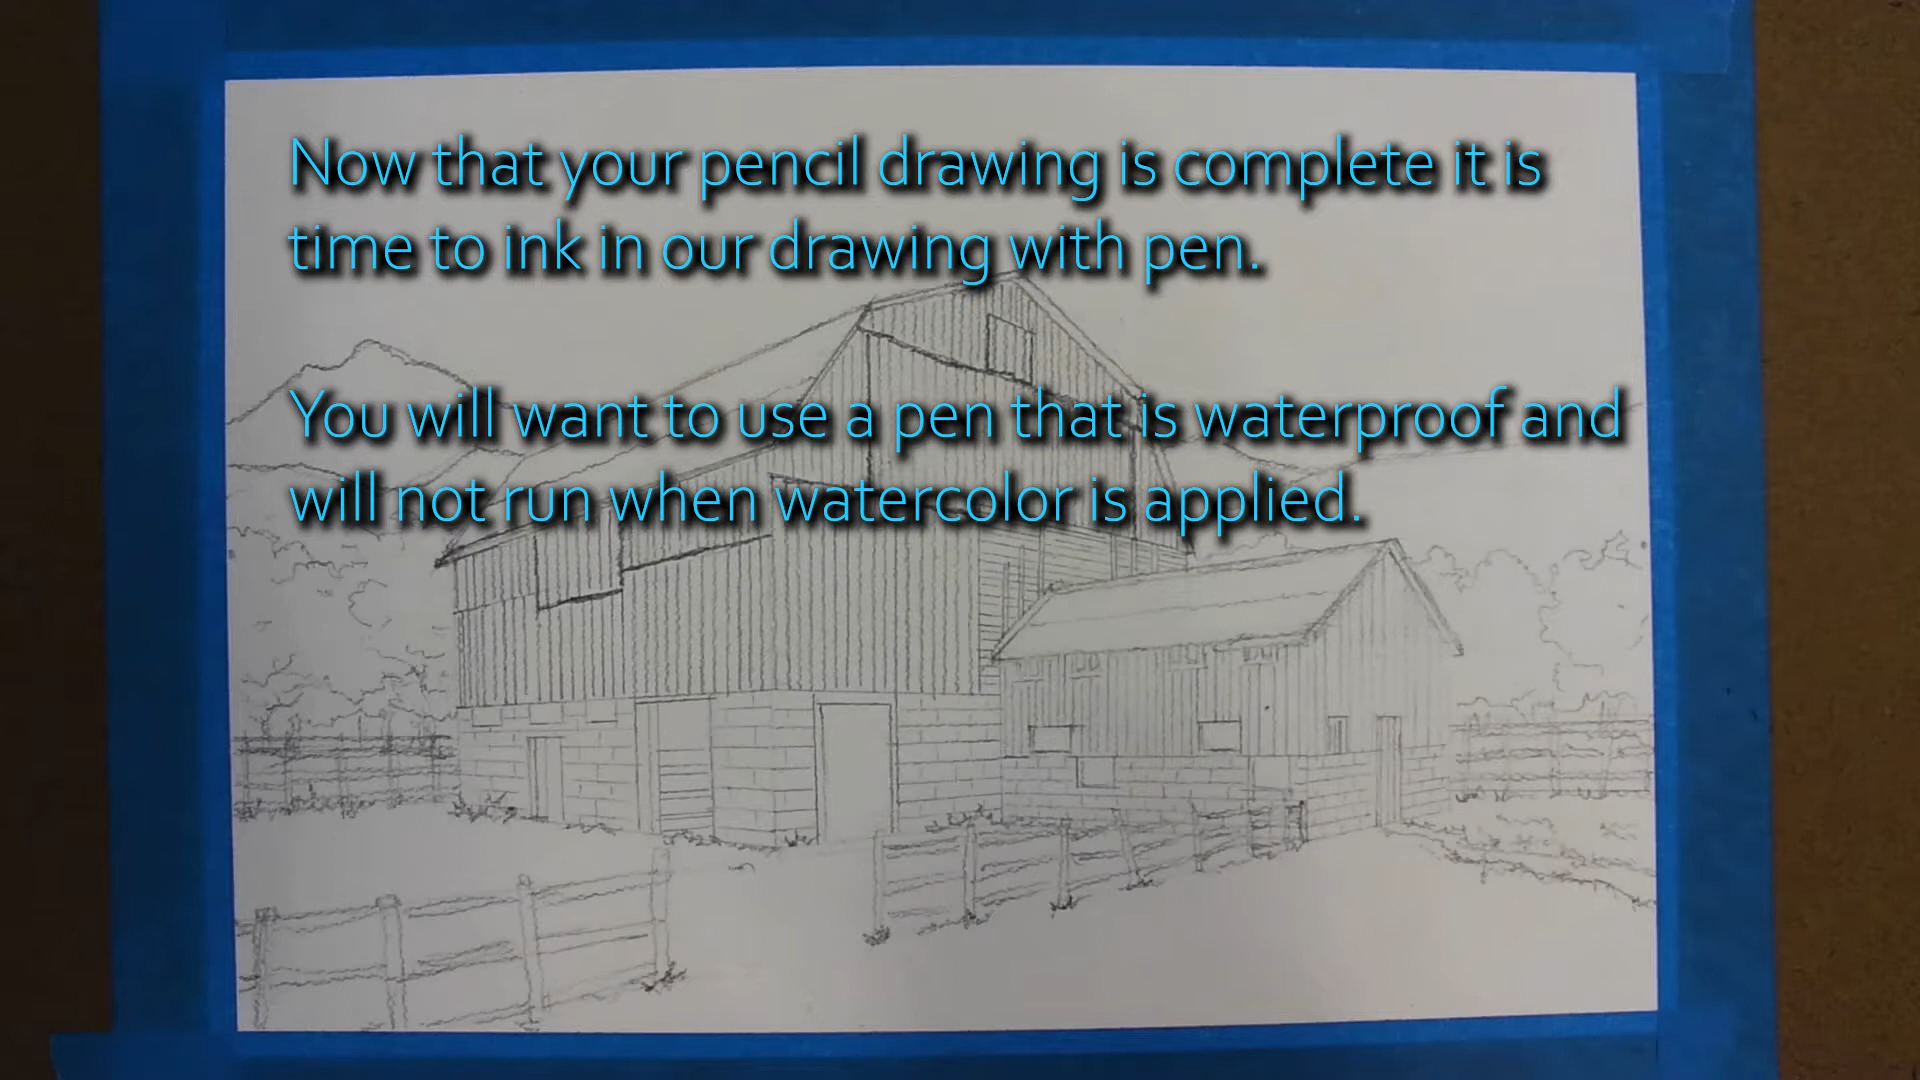 Now that your pencil drawing is complete it is
time to ink in our drawing with pen.
You will want to use a pen that is waterproof and
will not run when watercolor is applied.